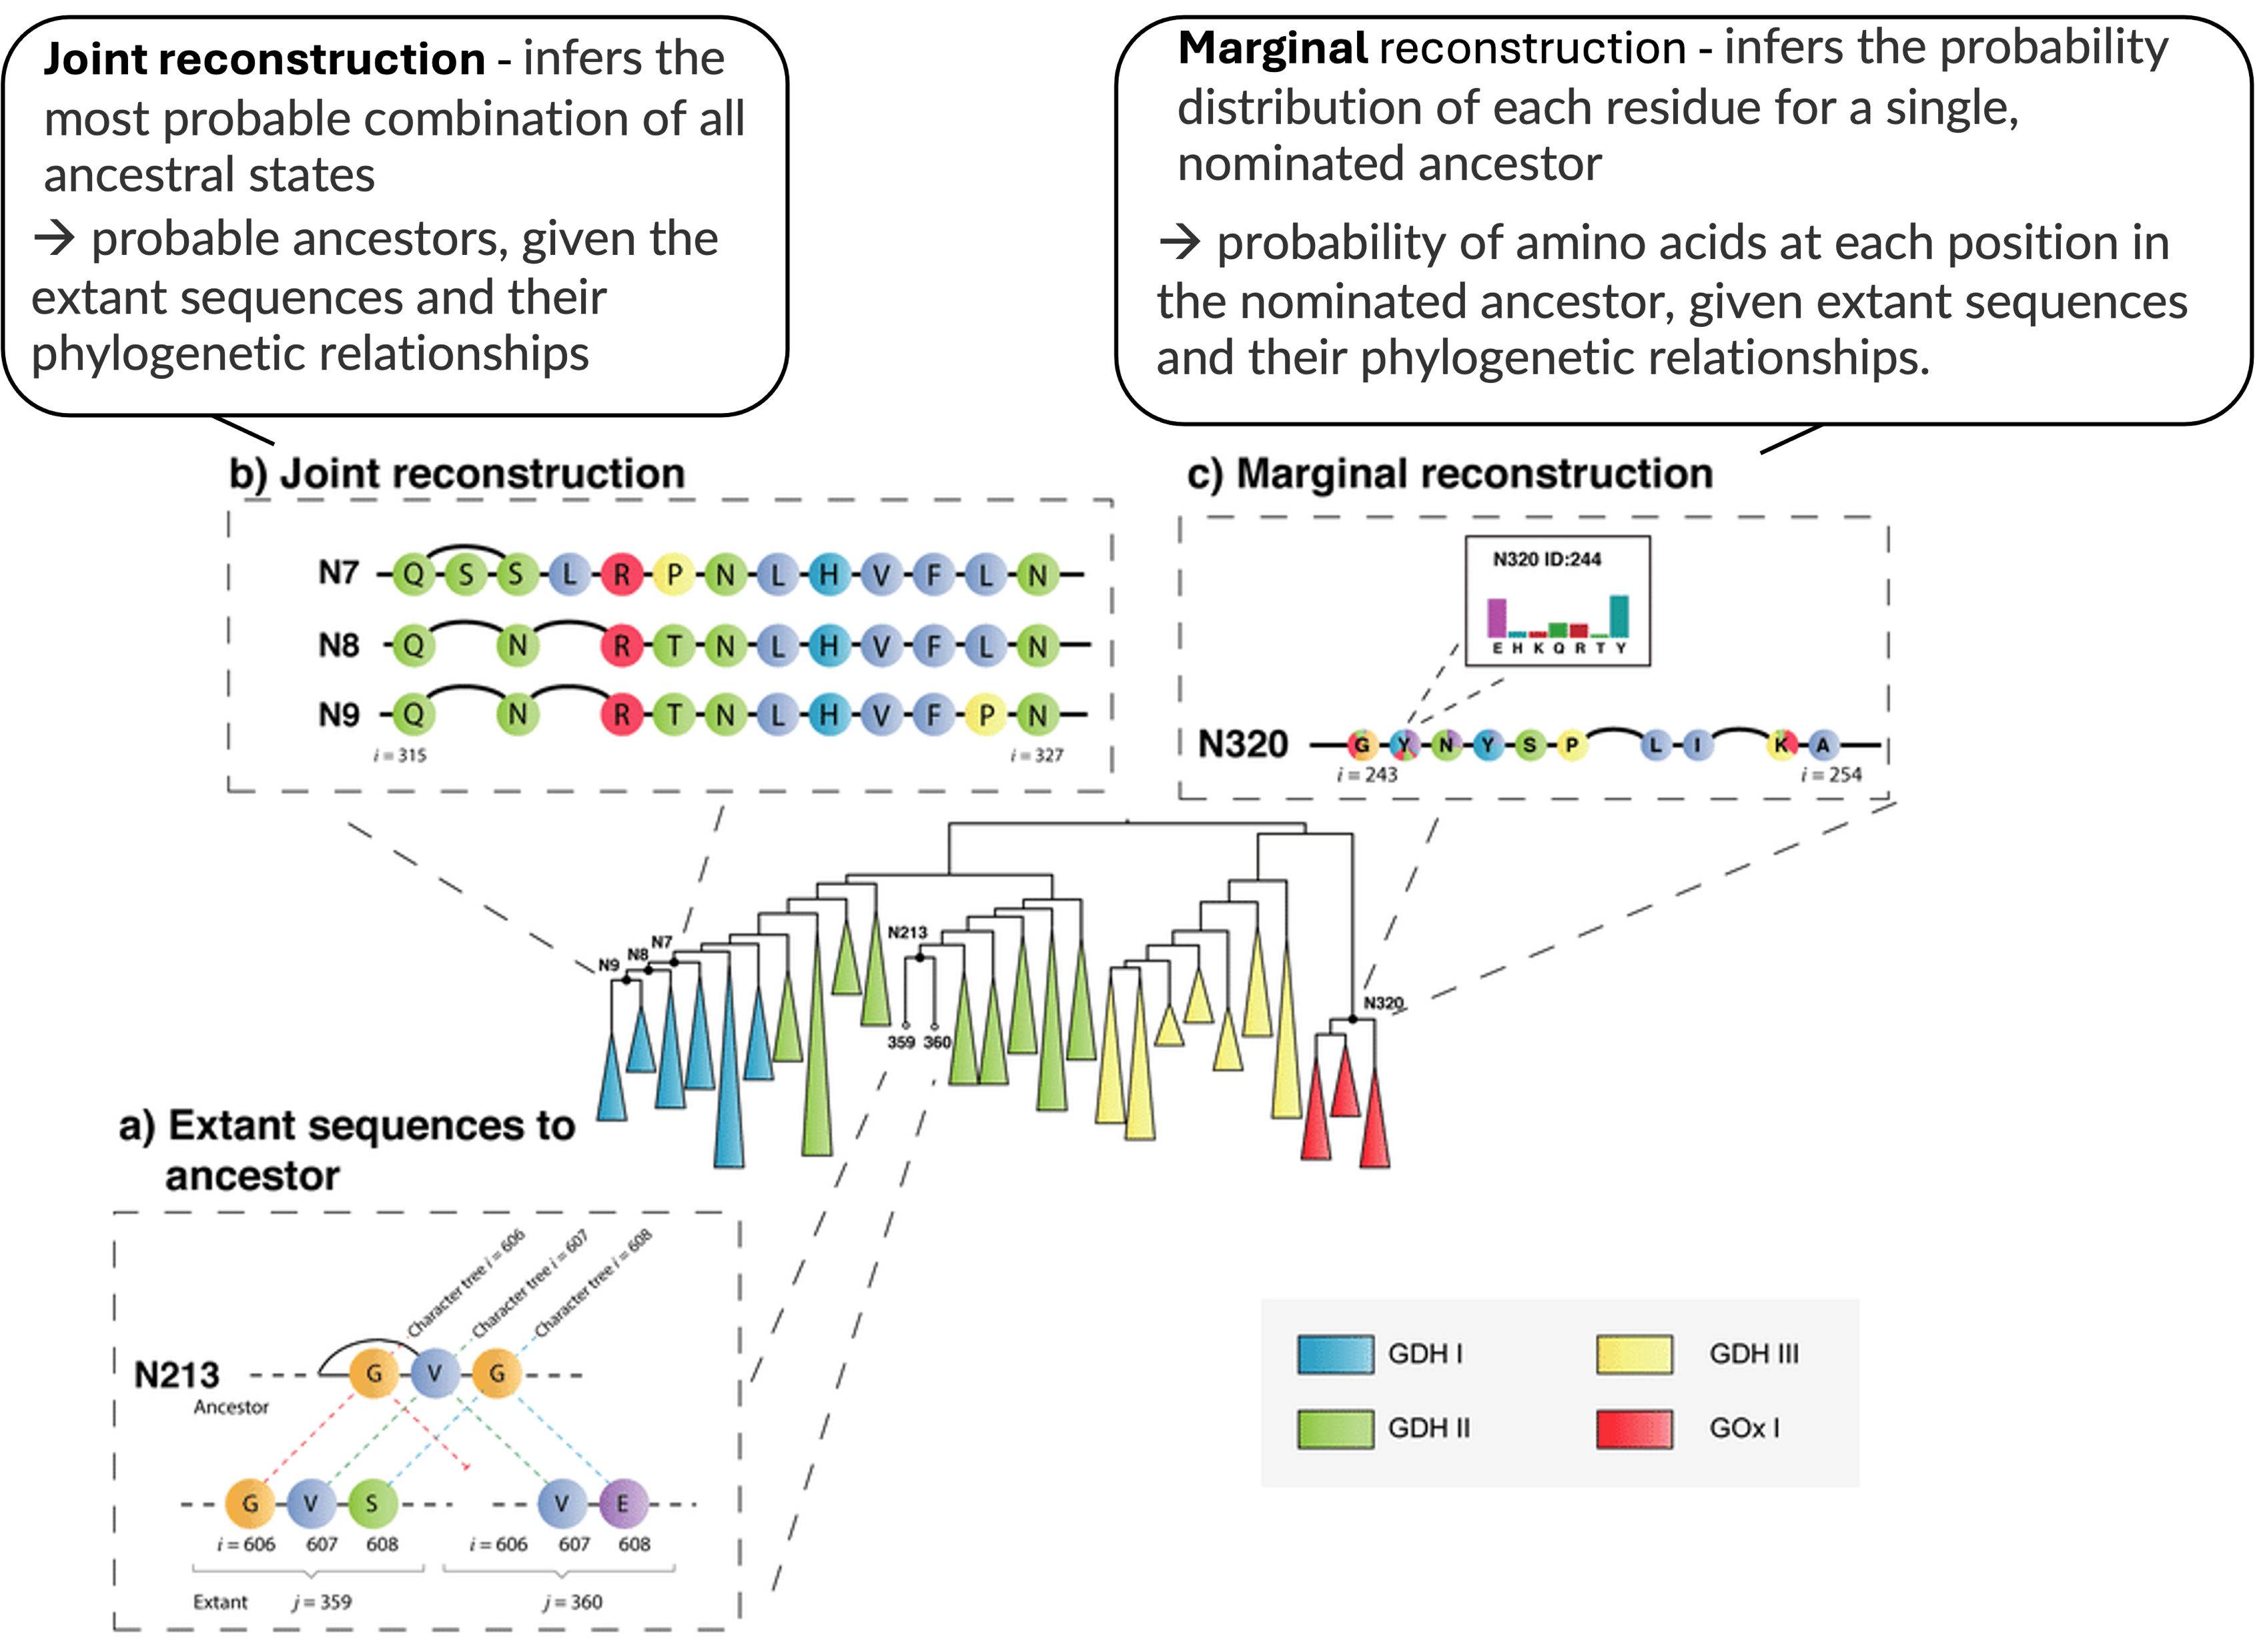 Joint reconstruction - infers the
most probable combination of all
ancestral states
→ probable ancestors, given the
extant sequences and their
phylogenetic relationships
Marginal reconstruction - infers the probability
distribution of each residue for a single,
nominated ancestor
→ probability of amino acids at each position in
the nominated ancestor, given extant sequences
and their phylogenetic relationships.
b) Joint reconstruction
N7 Q S S L R P N L H V F L N
N8 Q N R T N L H V F L N
N9 Q N R T N L H V F P N
i = 315 i = 327
c) Marginal reconstruction
N320 ID:244
E H K Q R T Y
N320 G Y N Y S P L I K A
i = 243 i = 254
N9 N8 N7
N213
359 360
N320
a) Extant sequences to
ancestor
Character tree i = 606
Character tree i = 607
Character tree i = 608
N213 G V G
Ancestor
G V S V E
i = 606 607 608 i = 606 607 608
Extant j = 359 j = 360
GDH I GDH III
GDH II GOx I